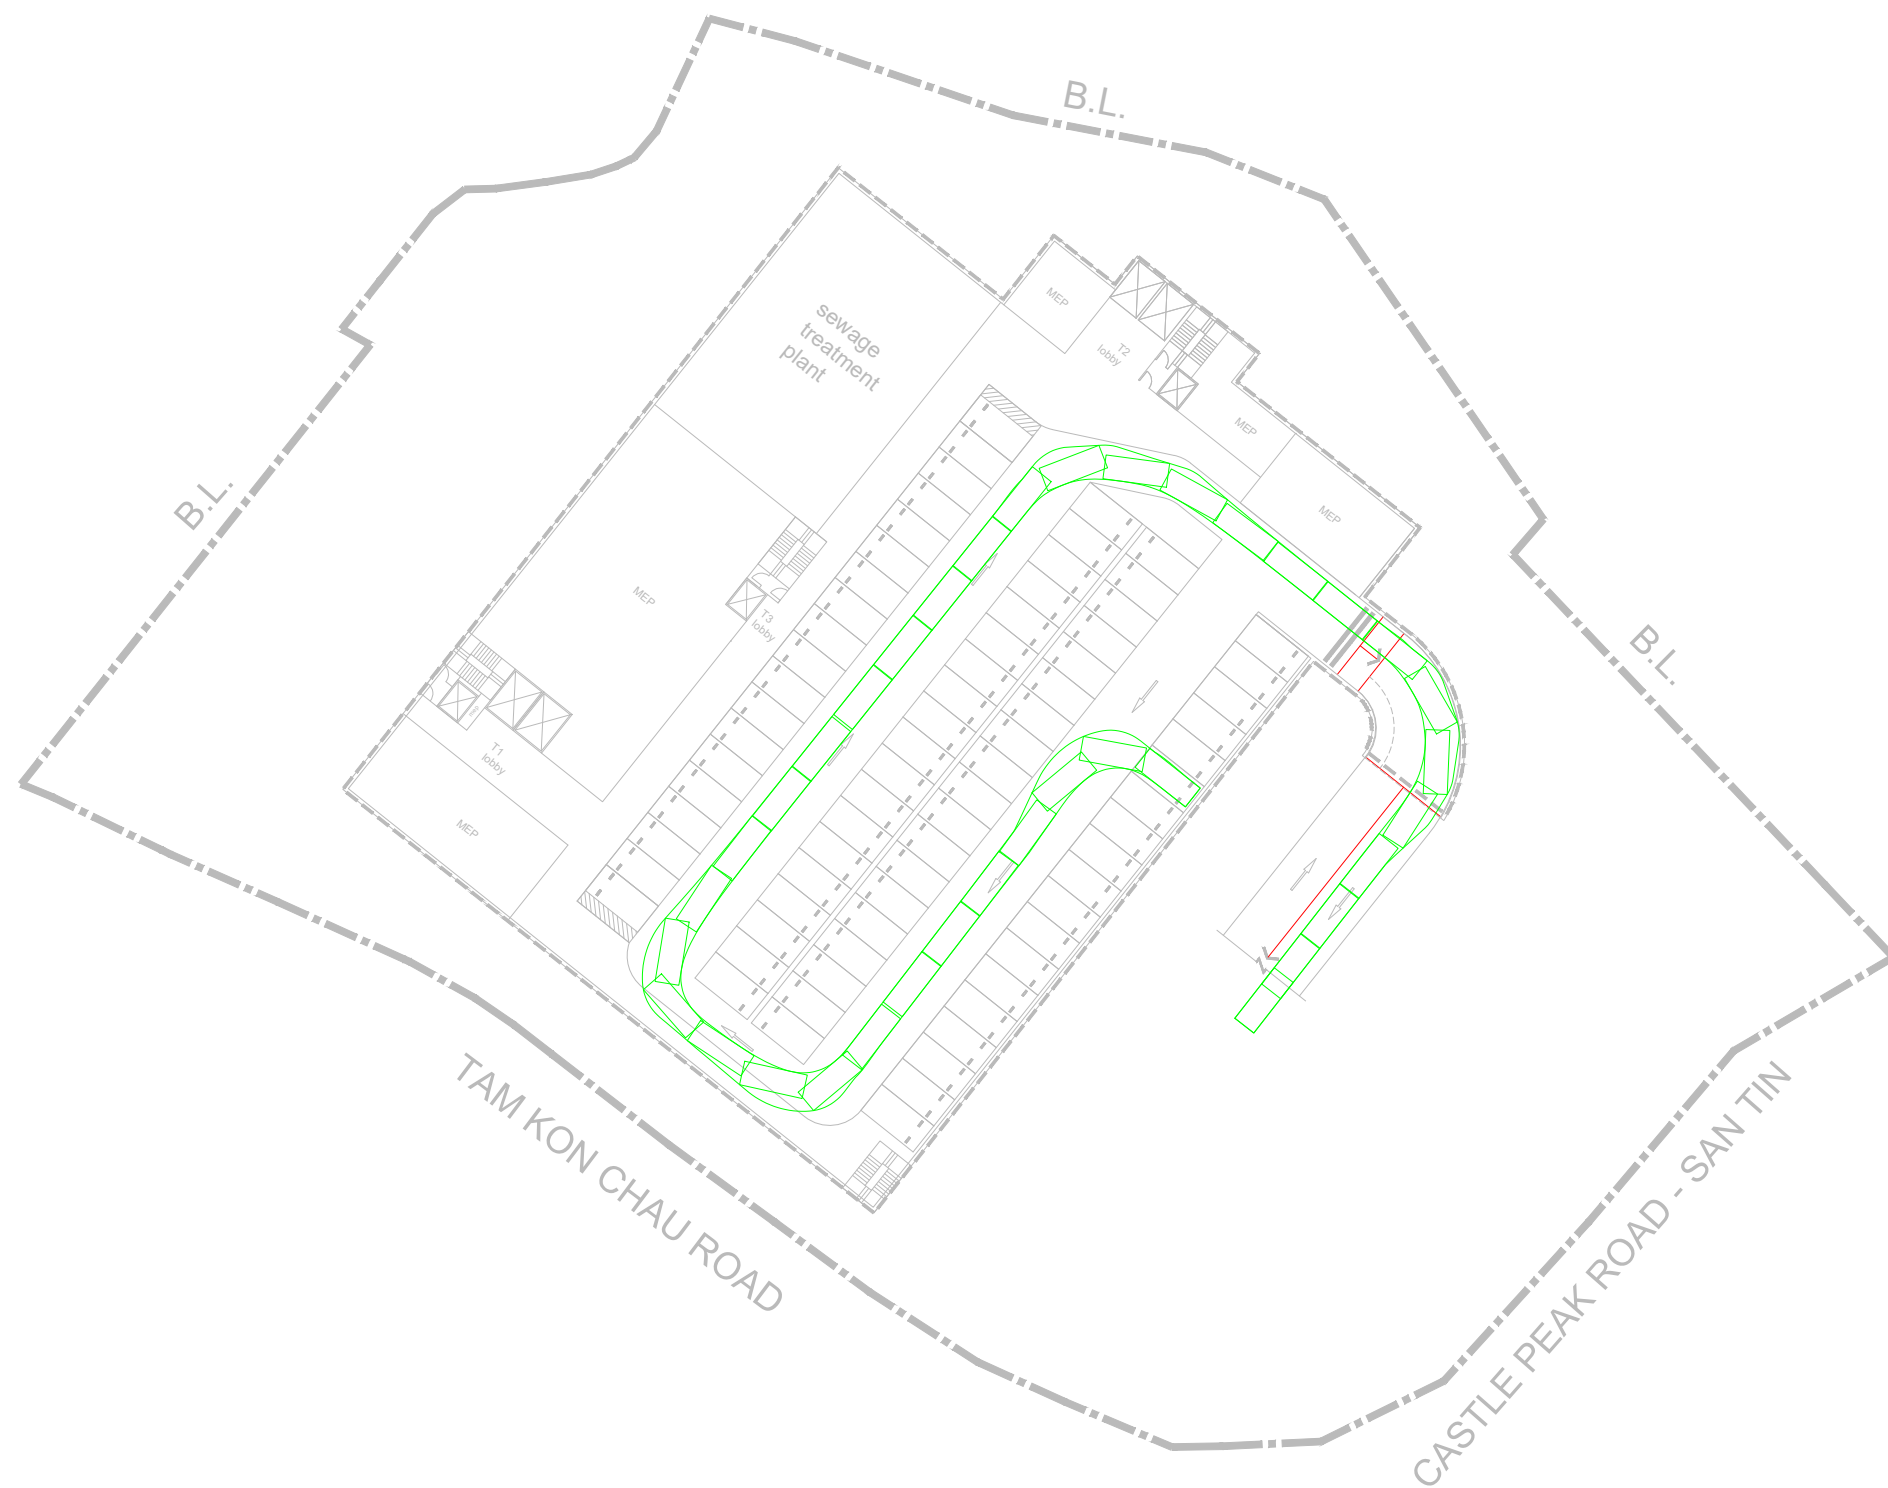 B.L.
sewage
treatment
plant
MEP
T2
lobby
MEP
MEP
B.L.
MEP
T3
lobby
B.L.
T1
lobby
MEP
TAM KON CHAU ROAD
CASTLE PEAK ROAD - SAN TIN